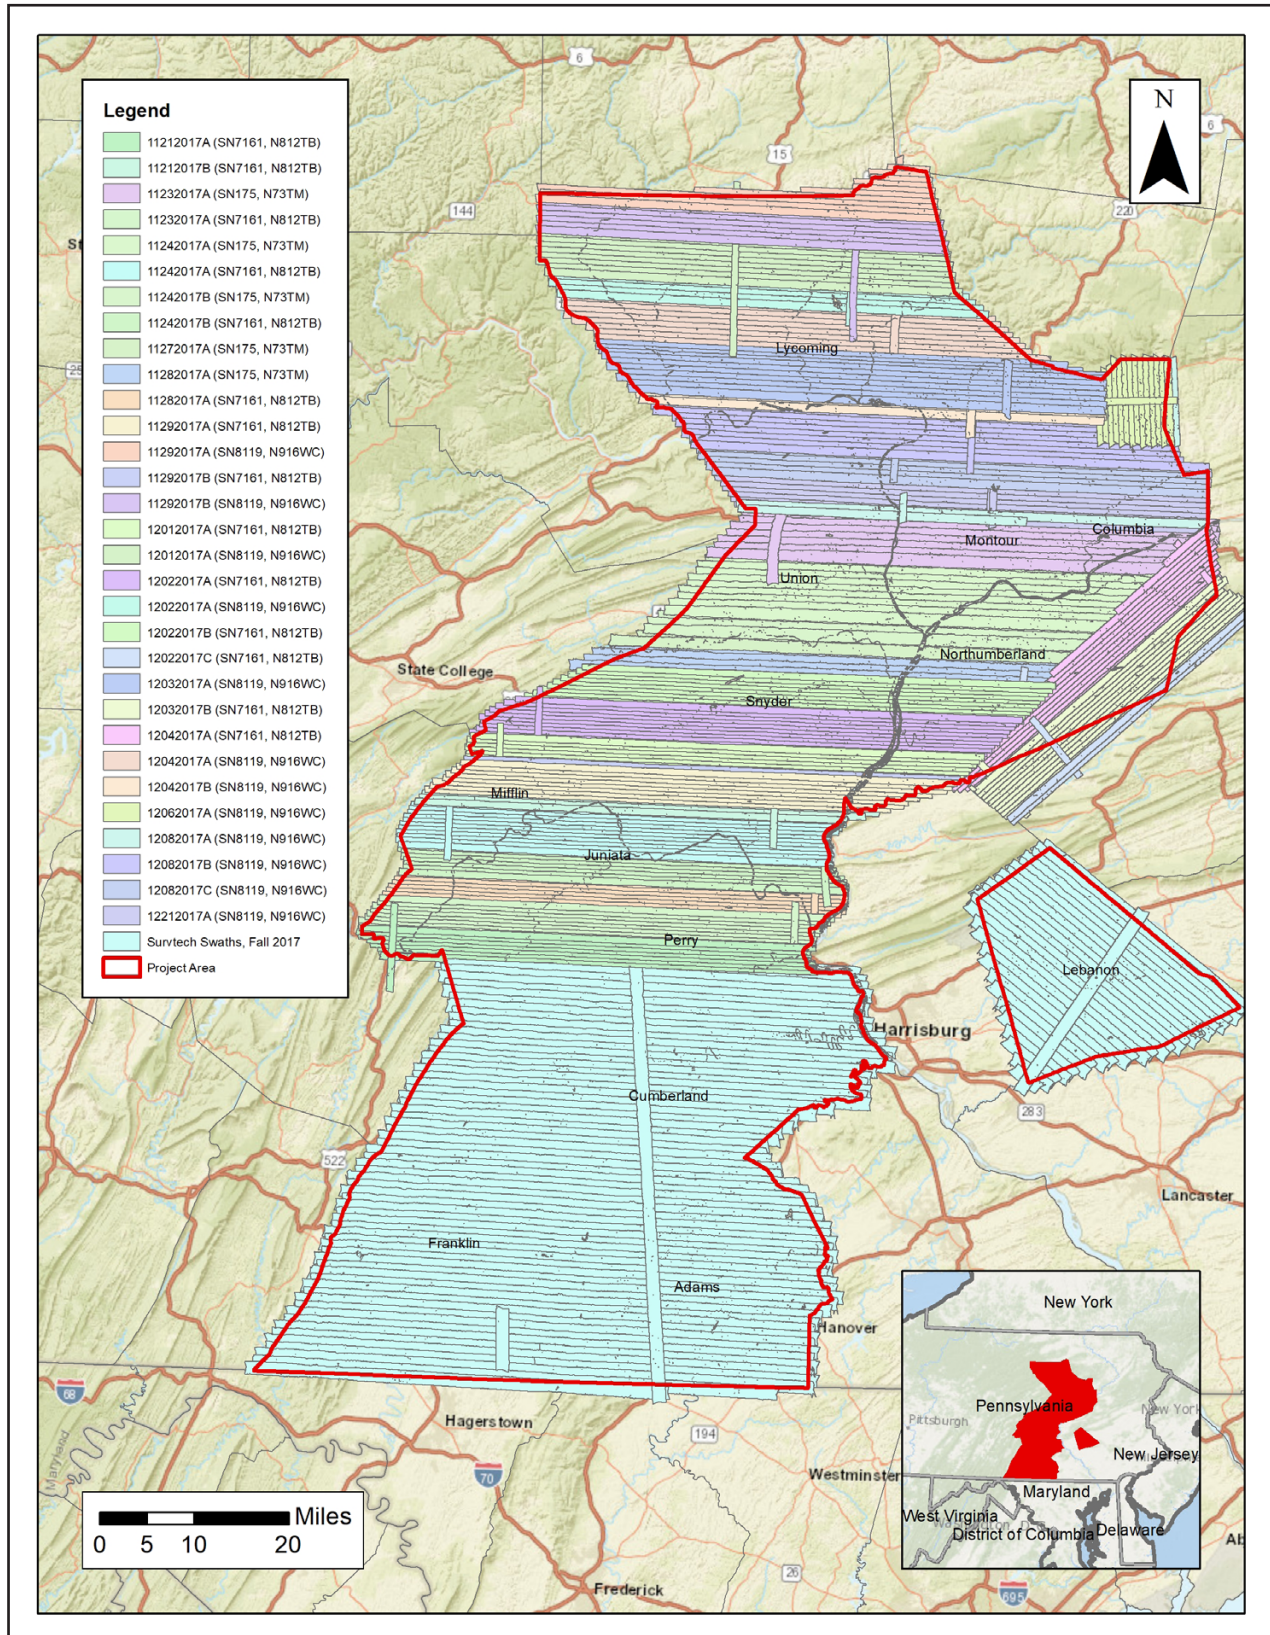 Legend
11212017A (SN7161, N812TB)
11212017B (SN7161, N812TB)
11232017A (SN175, N73TM)
11232017A (SN7161, N812TB)
11242017A (SN175, N73TM)
11242017A (SN7161, N812TB)
11242017B (SN175, N73TM)
11242017B (SN7161, N812TB)
11272017A (SN175, N73TM)
11282017A (SN175, N73TM)
11282017A (SN7161, N812TB)
11292017A (SN7161, N812TB)
11292017A (SN8119, N916WC)
11292017B (SN7161, N812TB)
11292017B (SN8119, N916WC)
12012017A (SN7161, N812TB)
12012017A (SN8119, N916WC)
12022017A (SN7161, N812TB)
12022017A (SN8119, N916WC)
12022017B (SN7161, N812TB)
12022017C (SN7161, N812TB)
12032017A (SN8119, N916WC)
12032017B (SN7161, N812TB)
12042017A (SN7161, N812TB)
12042017A (SN8119, N916WC)
12042017B (SN8119, N916WC)
12062017A (SN8119, N916WC)
12082017A (SN8119, N916WC)
12082017B (SN8119, N916WC)
12082017C (SN8119, N916WC)
12212017A (SN8119, N916WC)
Survtech Swaths, Fall 2017
Project Area
N
6
6
15
144
220
Lycoming
Columbia
Montour
Union
Northumberland
State College
Snyder
Mifflin
Juniata
Perry
Lebanon
Harrisburg
Cumberland
283
522
Lancaster
Franklin
Adams
Hanover
68
Hagerstown
194
70
Westminster
Maryland
26
Frederick
695
Miles
0 5 10 20
New York
Pennsylvania
Pittsburgh
New York
New Jersey
Maryland
West Virginia
District of Columbia
Delaware